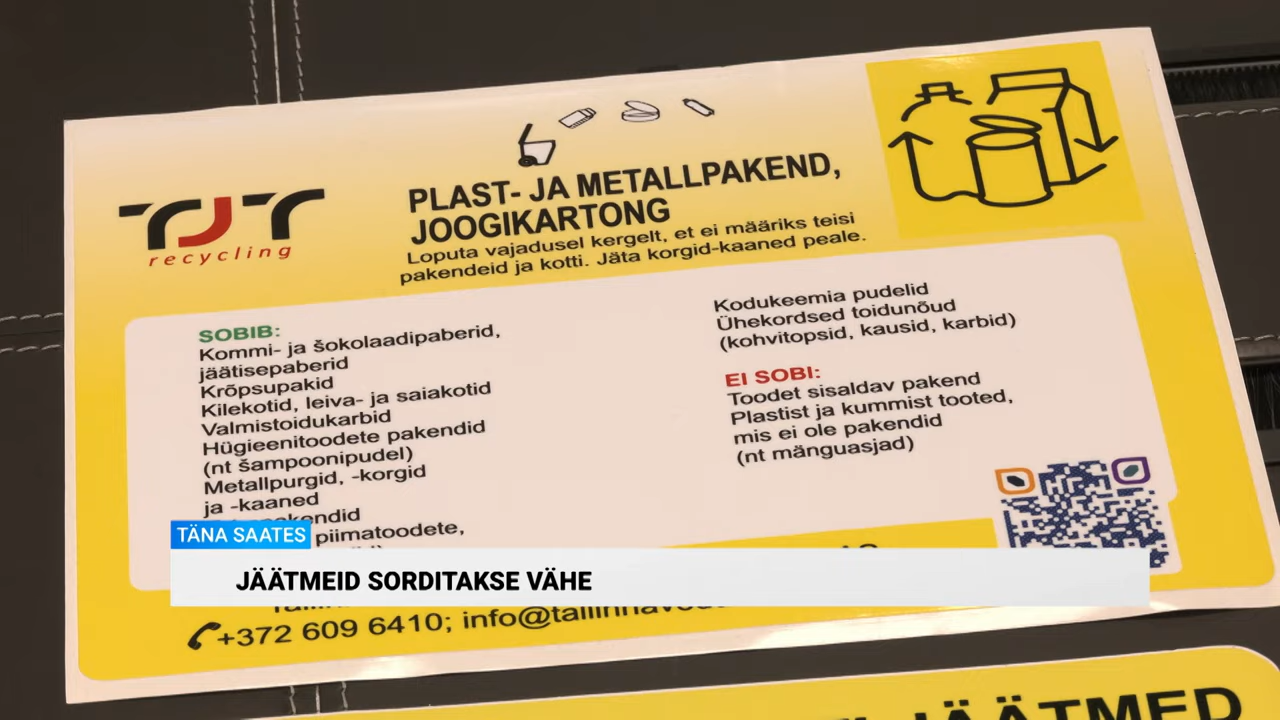 TJT
recycling
PLAST- JA METALLPAKEND,
JOOGIKARTONG
Loputa vajadusel kergelt, et ei määriks teisi
pakendeid ja kotti. Jäta korgid-kaaned peale.
SOBIB:
Kommi- ja šokolaadipaberid,
jäätisepaberid
Krõpsupakid
Kilekotid, leiva- ja saiakotid
Valmistoidukarbid
Hügieenitoodete pakendid
(nt šampoonipudel)
Metallpurgid, -korgid
ja -kaaned
piimatoodete,
Kodukeemia pudelid
Ühekordsed toidunõud
(kohvitopsid, kausid, karbid)
EI SOBI:
Toodet sisaldav pakend
Plastist ja kummist tooted,
mis ei ole pakendid
(nt mänguasjad)
TÄNA SAATES
JÄÄTMEID SORDITAKSE VÄHE
+372 609 6410;
JÄÄTMED